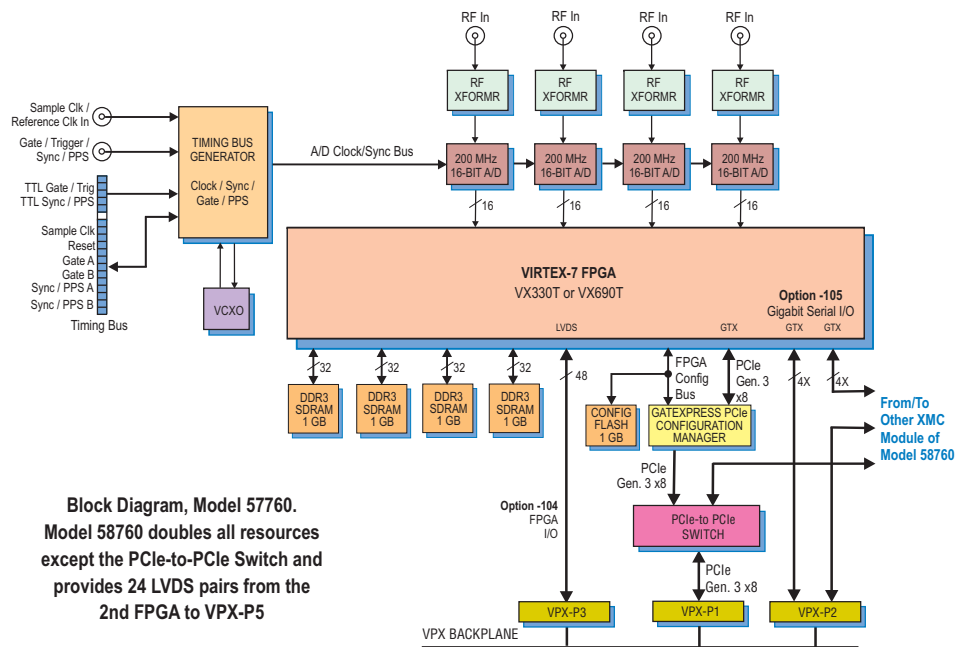 RF In
RF In
RF In
RF In
RF
XFORMR
RF
XFORMR
RF
XFORMR
RF
XFORMR
Sample Clk /
Reference Clk In
Gate / Trigger /
Sync / PPS
TTL Gate / Trig
TTL Sync / PPS
Sample Clk
Reset
Gate A
Gate B
Sync / PPS A
Sync / PPS B
Timing Bus
TIMING BUS
GENERATOR
Clock / Sync /
Gate / PPS
VCXO
A/D Clock/Sync Bus
200 MHz
16-BIT A/D
200 MHz
16-BIT A/D
200 MHz
16-BIT A/D
200 MHz
16-BIT A/D
16
16
16
16
VIRTEX-7 FPGA
VX330T or VX690T
Option -105
Gigabit Serial I/O
LVDS
GTX
GTX
GTX
32
32
32
32
48
FPGA
Config
Bus
PCIe
Gen. 3
x8
4X
4X
DDR3
SDRAM
1 GB
DDR3
SDRAM
1 GB
DDR3
SDRAM
1 GB
DDR3
SDRAM
1 GB
CONFIG
FLASH
1 GB
GATEXPRESS PCIe
CONFIGURATION
MANAGER
From/To
Other XMC
Module of
Model 58760
PCIe
Gen. 3 x8
Option -104
FPGA
I/O
PCIe-to PCIe
SWITCH
PCIe
Gen. 3 x8
Block Diagram, Model 57760.
Model 58760 doubles all resources
except the PCIe-to-PCIe Switch and
provides 24 LVDS pairs from the
2nd FPGA to VPX-P5
VPX-P3
VPX-P1
VPX-P2
VPX BACKPLANE